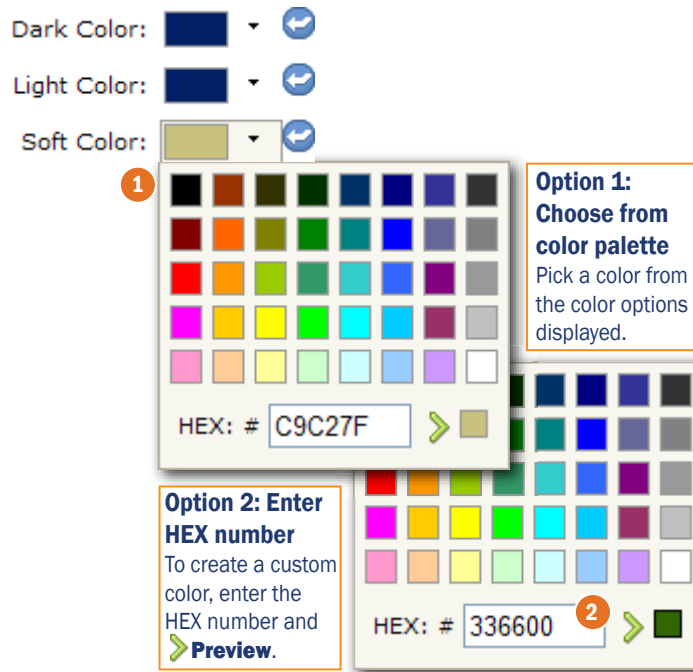 Dark Color:
Light Color:
Soft Color:
1
Option 1:
Choose from
color palette
Pick a color from
the color options
displayed.
HEX: # C9C27F
Option 2: Enter
HEX number
To create a custom
color, enter the
HEX number and
Preview.
HEX: # 336600
2